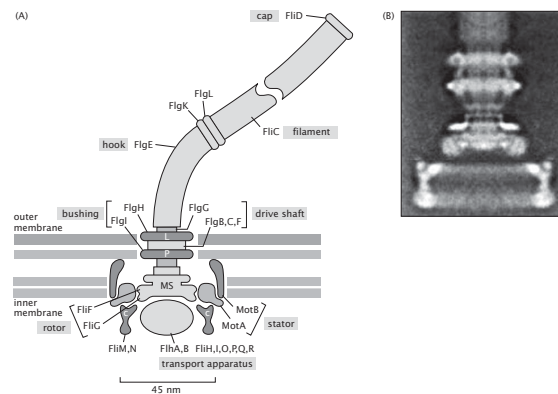 (A)
(B)
cap FliD
FlgL
FlgK
FliC filament
hook FlgE
FlgH
FlgG
bushing
drive shaft
FlgI
FlgB,C,F
outer
membrane
L
P
MS
FliF
MotB
inner
membrane
rotor
FliG
C
C
MotA
stator
FliM,N
FlhA,B
FliH,I,O,P,Q,R
transport apparatus
45 nm